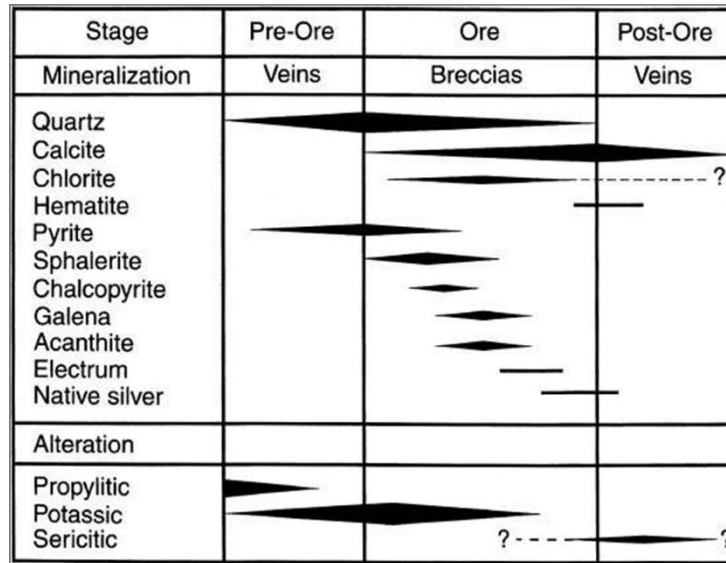 Stage Pre-Ore Ore Post-Ore
Mineralization Veins Breccias Veins
Quartz
Calcite
Chlorite ?
Hematite
Pyrite
Sphalerite
Chalcopyrite
Galena
Acanthite
Electrum
Native silver
Alteration
Propylitic
Potassic
Sericitic ? ?